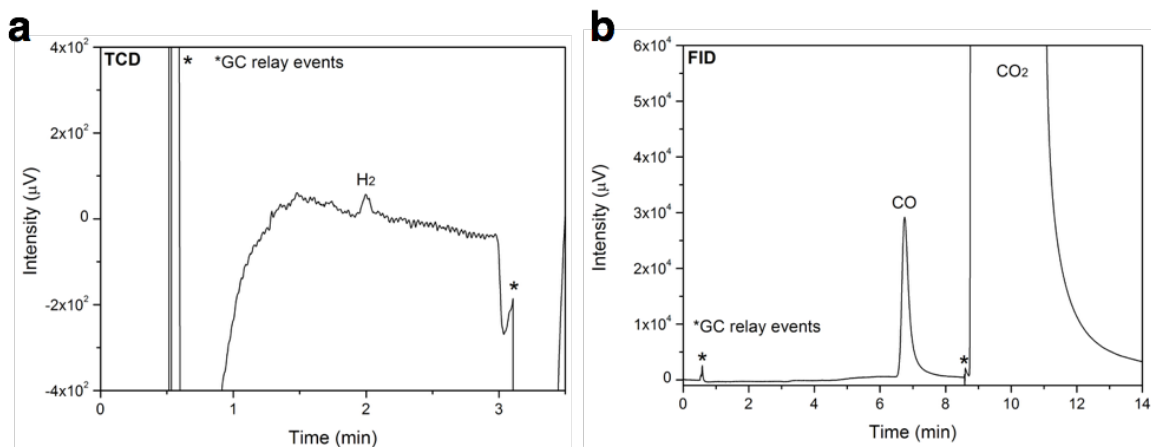 a
TCD
* *GC relay events
H₂
*
4x10²
2x10²
0
-2x10²
-4x10²
Intensity (µV)
0 1 2 3
Time (min)
b
FID
CO₂
CO
*GC relay events
* *
6x10⁴
5x10⁴
4x10⁴
3x10⁴
2x10⁴
1x10⁴
0
Intensity (µV)
0 2 4 6 8 10 12 14
Time (min)